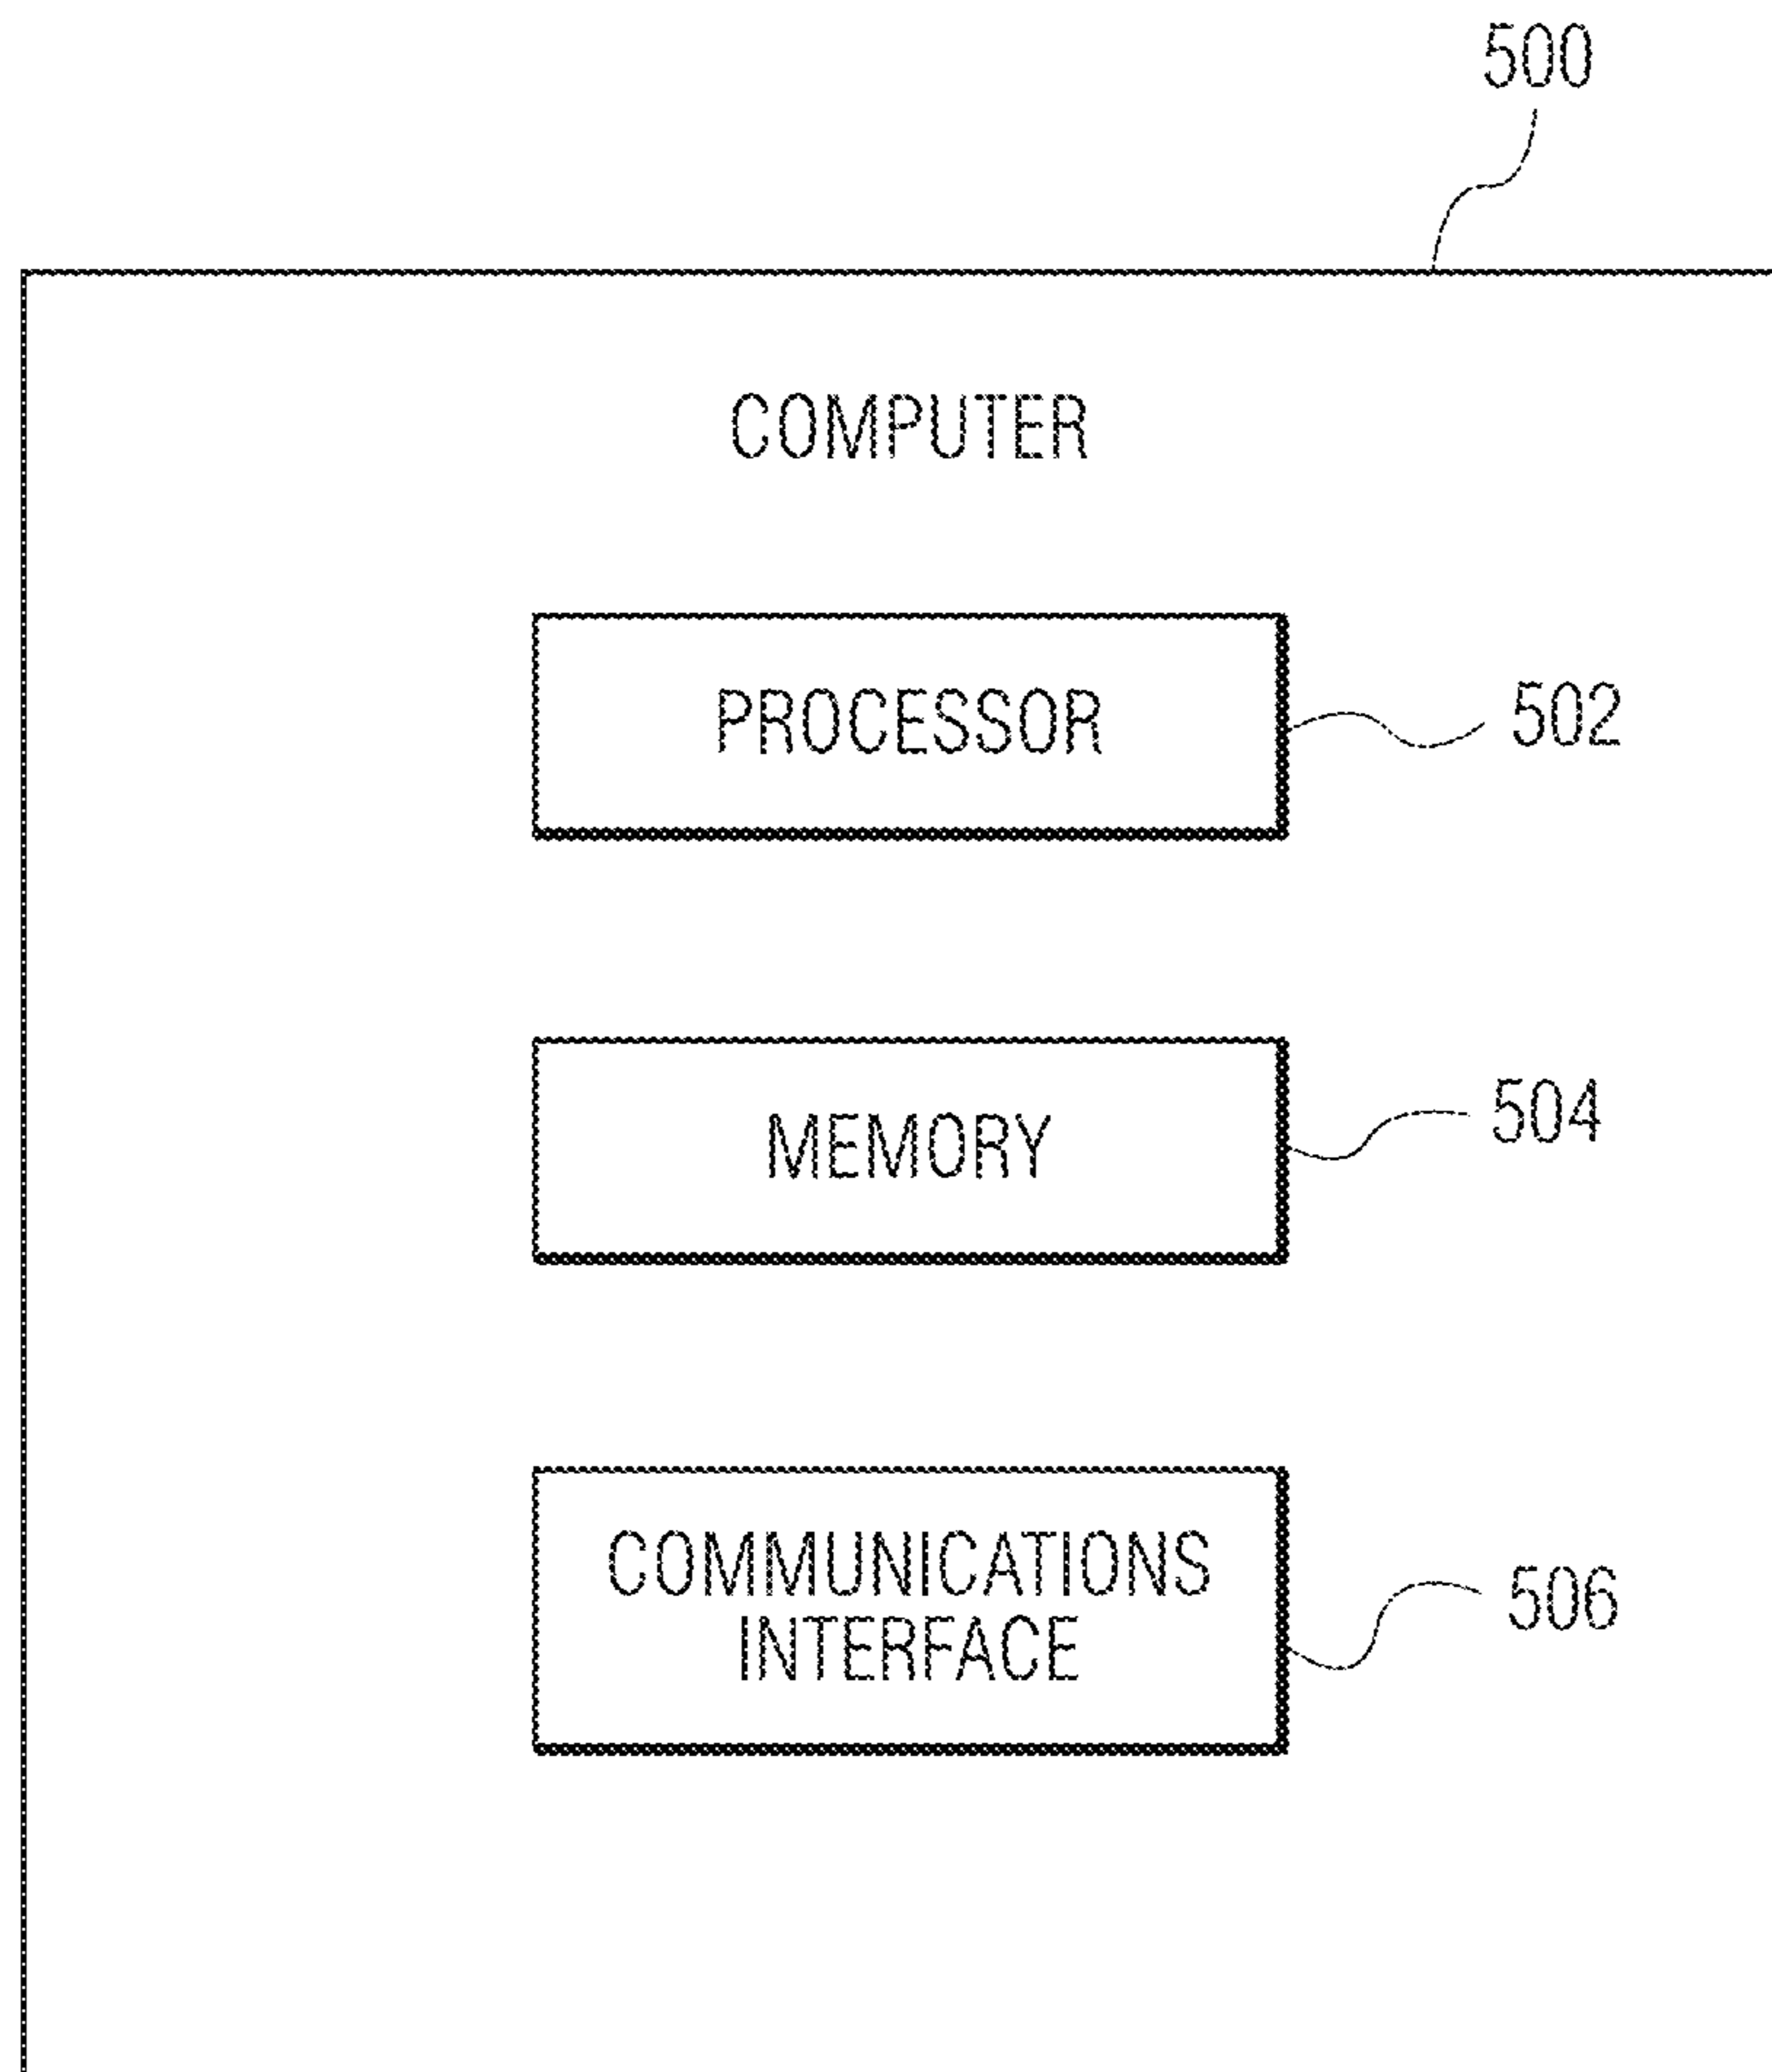 500
COMPUTER
PROCESSOR
502
MEMORY
504
COMMUNICATIONS
INTERFACE
506